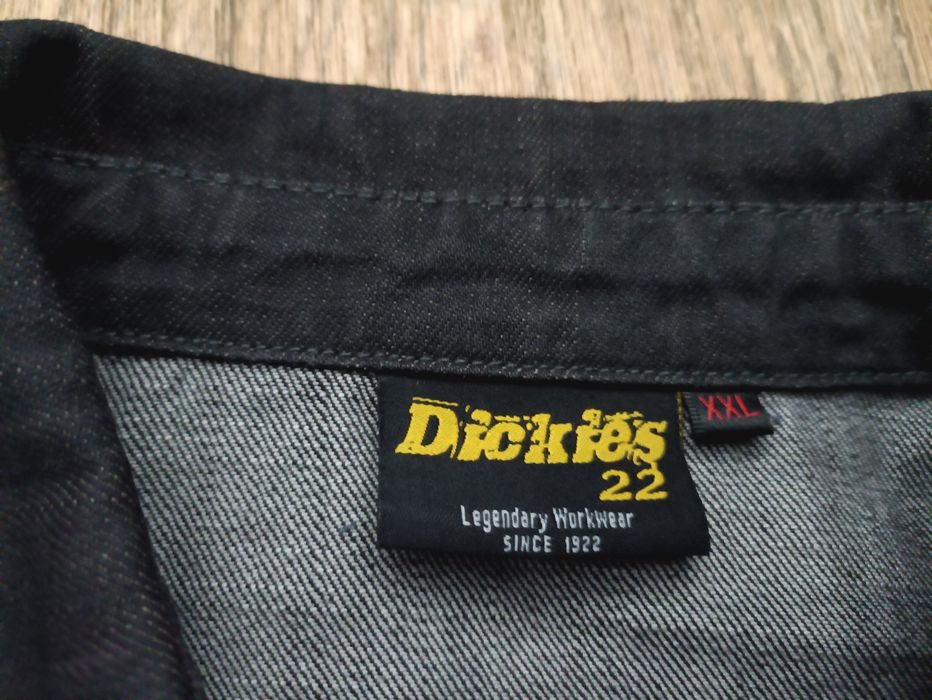 Dickies
22
Legendary Workwear
SINCE 1922
XXL